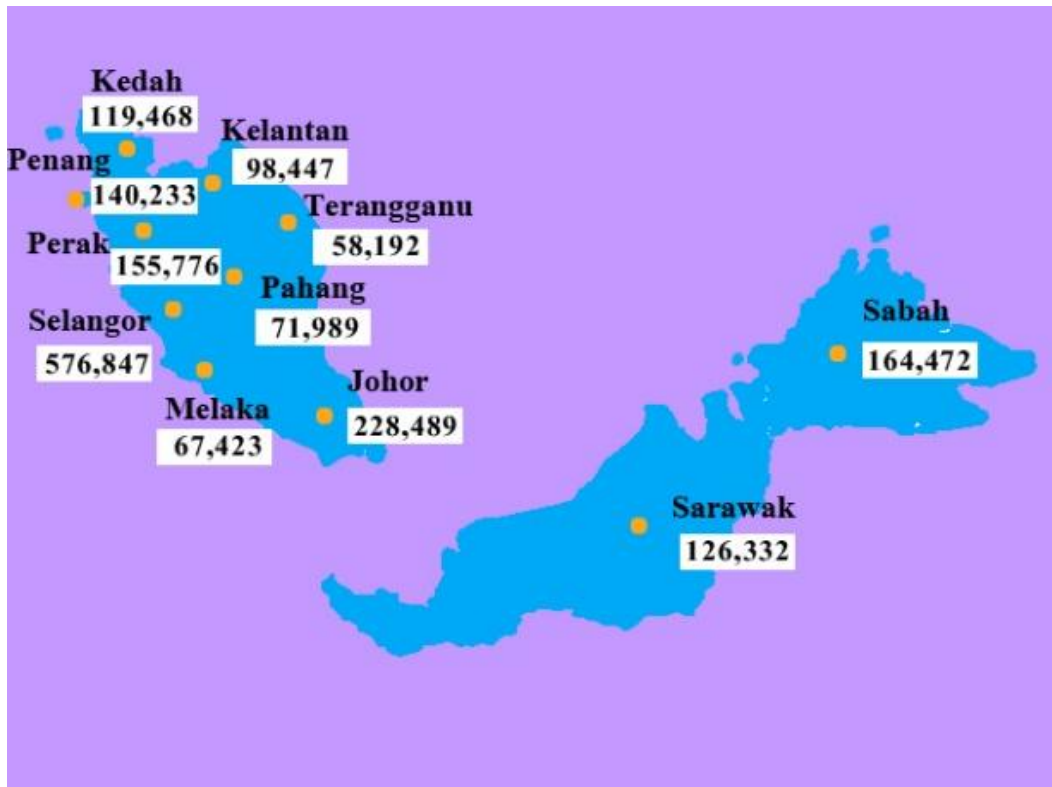 Kedah
119,468
Kelantan
98,447
Penang
140,233
Terangganu
58,192
Perak
155,776
Pahang
71,989
Selangor
576,847
Johor
228,489
Melaka
67,423
Sabah
164,472
Sarawak
126,332